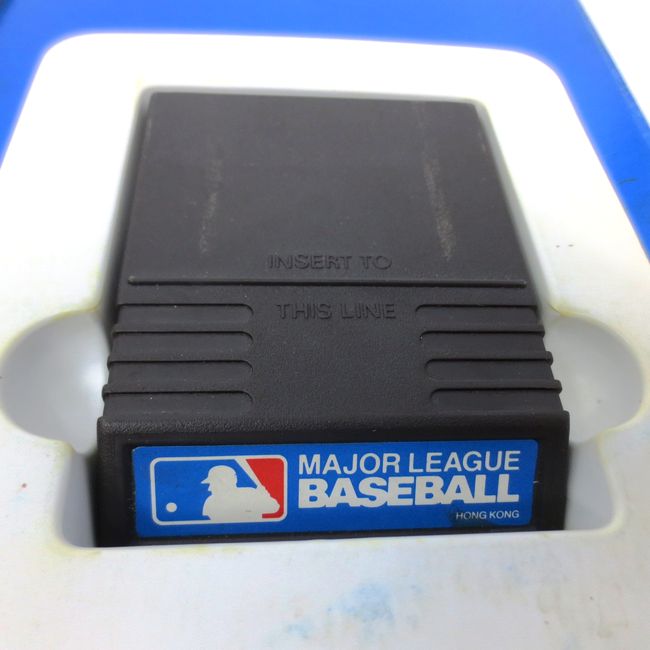 INSERT TO
THIS LINE
MAJOR LEAGUE
BASEBALL
HONG KONG